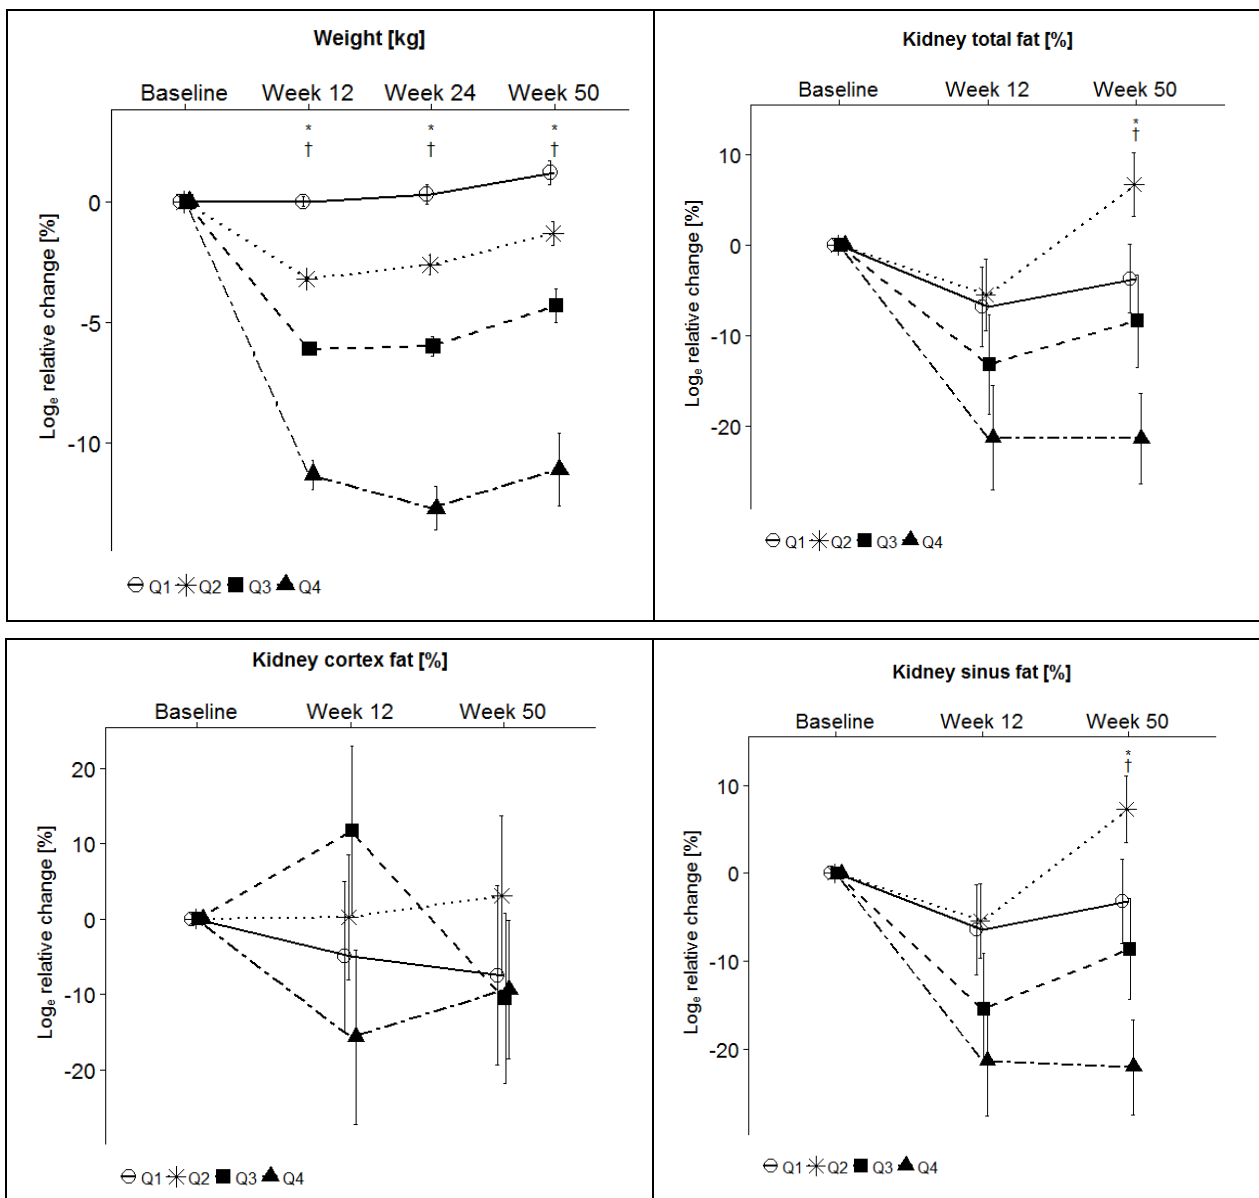 Weight [kg]
Baseline Week 12 Week 24 Week 50
* * *
† † †
0
-5
-10
Logₑ relative change [%]
Q1 Q2 Q3 Q4
Kidney total fat [%]
Baseline Week 12 Week 50
*
†
10
0
-10
-20
Logₑ relative change [%]
Q1 Q2 Q3 Q4
Kidney cortex fat [%]
Baseline Week 12 Week 50
20
10
0
-10
-20
Logₑ relative change [%]
Q1 Q2 Q3 Q4
Kidney sinus fat [%]
Baseline Week 12 Week 50
*
†
10
0
-10
-20
Logₑ relative change [%]
Q1 Q2 Q3 Q4